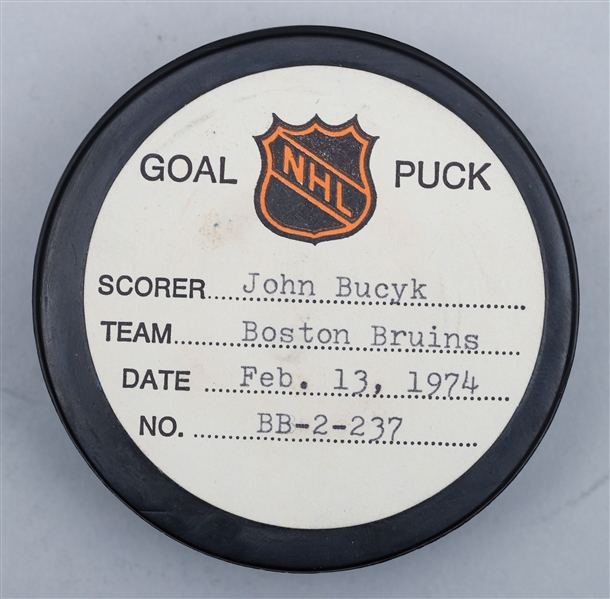 GOAL NHL PUCK
SCORER John Bucyk
TEAM Boston Bruins
DATE Feb. 13, 1974
NO. BB-2-237